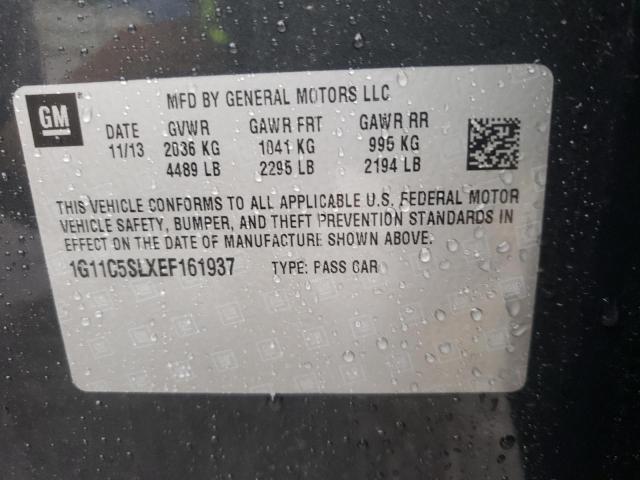 GM
MFD BY GENERAL MOTORS LLC
DATE GVWR GAWR FRT GAWR RR
11/13 2036 KG 1041 KG 995 KG
4489 LB 2295 LB 2194 LB
THIS VEHICLE CONFORMS TO ALL APPLICABLE U.S. FEDERAL MOTOR
VEHICLE SAFETY, BUMPER, AND THEFT PREVENTION STANDARDS IN
EFFECT ON THE DATE OF MANUFACTURE SHOWN ABOVE.
1G11C5SLXEF161937 TYPE: PASS CAR